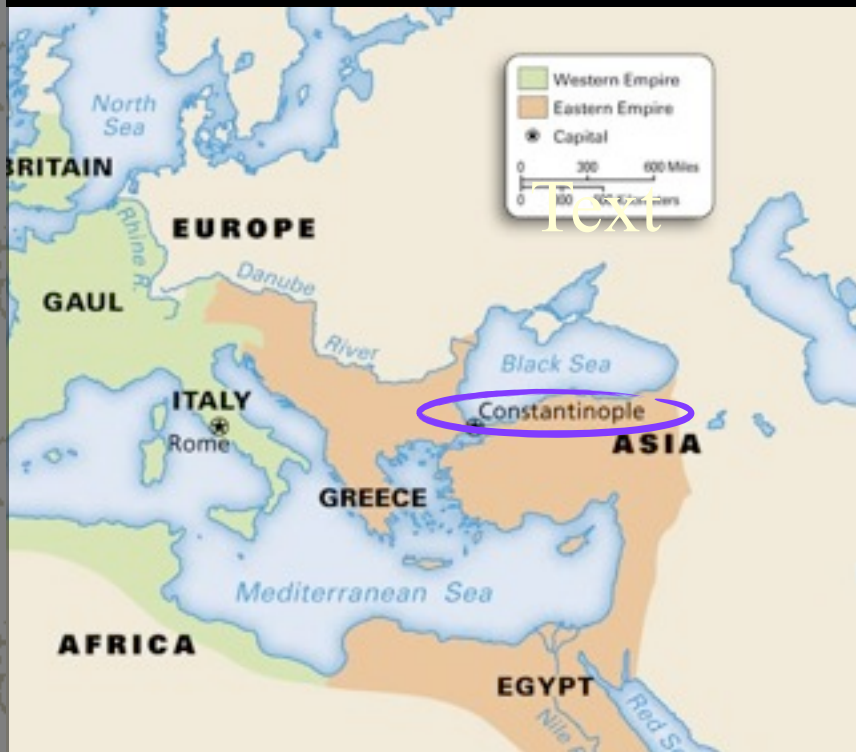 North
Sea
Western Empire
Eastern Empire
Capital
0 300 600 Miles
0 300
Text
BRITAIN
Rhine R.
EUROPE
GAUL
Danube
River
Black Sea
ITALY
Rome
Constantinople
ASIA
GREECE
Mediterranean Sea
AFRICA
EGYPT
Nile
Red S